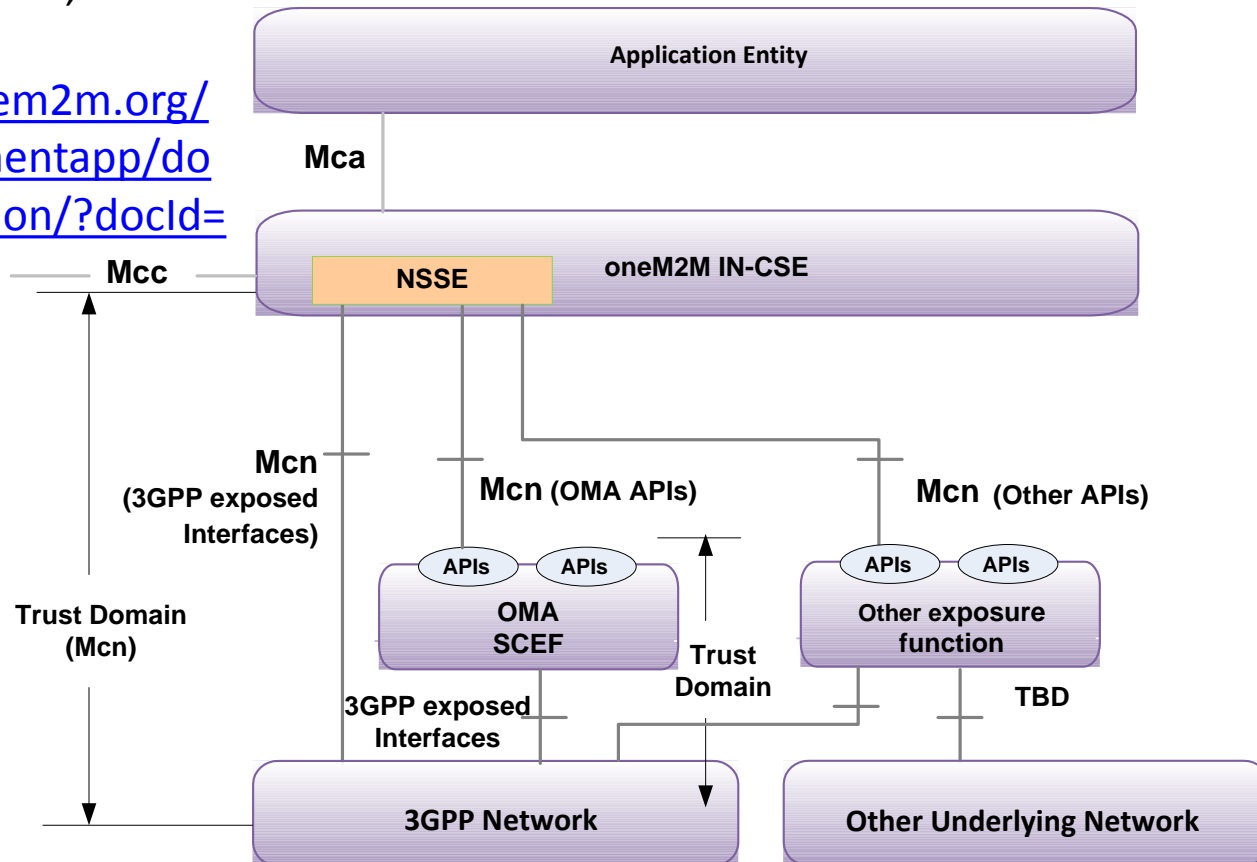 Application Entity
em2m.org/
nentapp/do
on/?docId=
Mca
Mcc
NSSE
oneM2M IN-CSE
Mcn
(3GPP exposed
Interfaces)
Mcn (OMA APIs)
Mcn (Other APIs)
APIs
APIs
APIs
APIs
OMA
SCEF
Other exposure
function
Trust Domain
(Mcn)
Trust
Domain
3GPP exposed
Interfaces
TBD
3GPP Network
Other Underlying Network